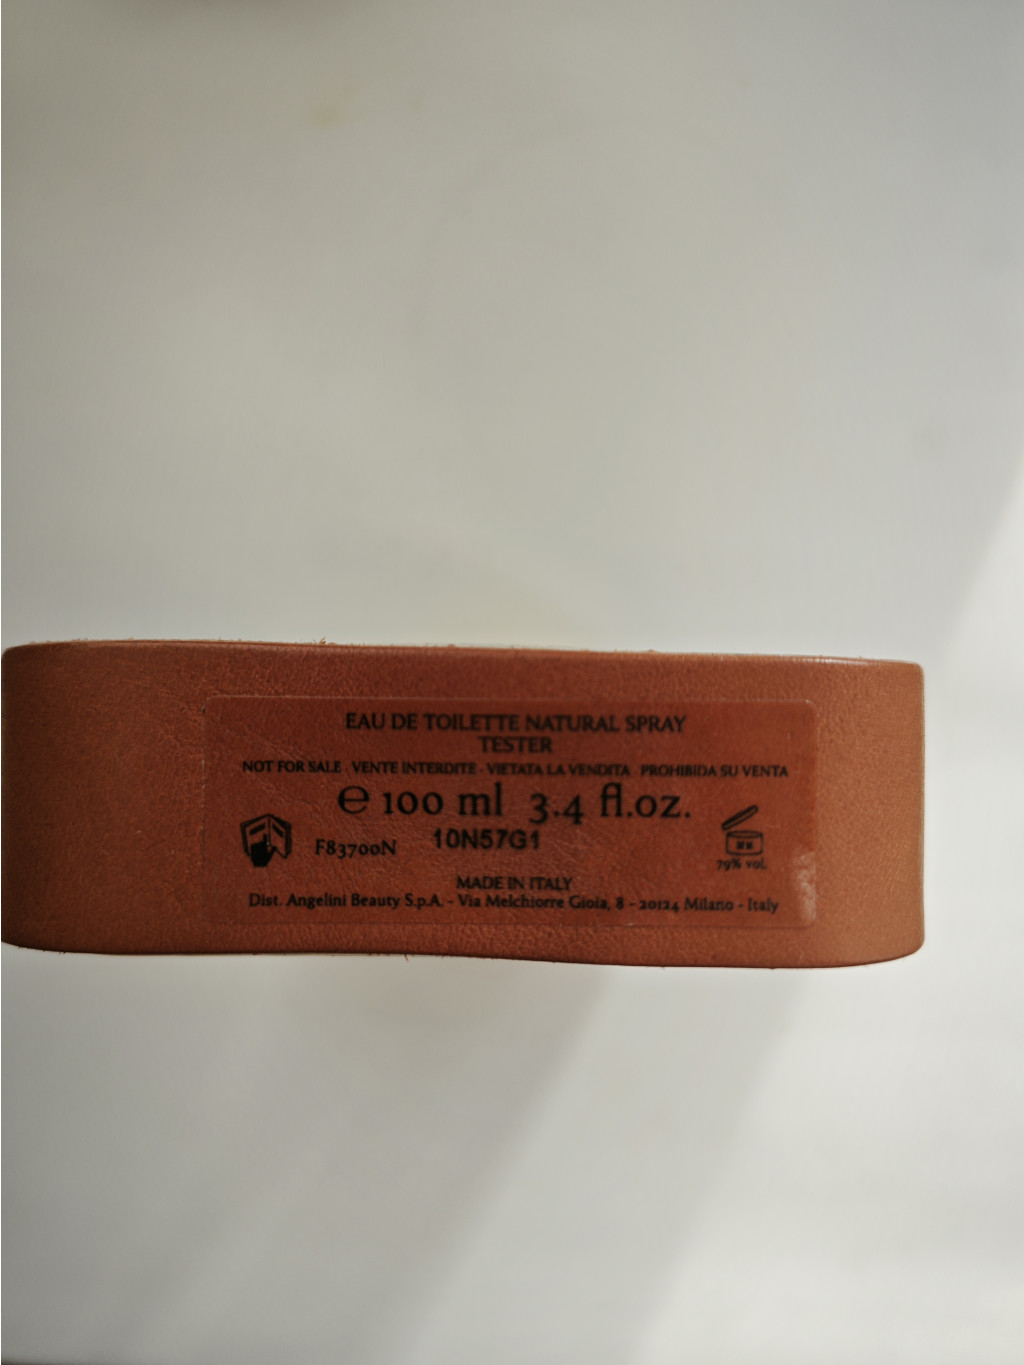 EAU DE TOILETTE NATURAL SPRAY
TESTER
NOT FOR SALE · VENTE INTERDITE · VIETATA LA VENDITA · PROHIBIDA SU VENTA
℮ 100 ml 3.4 fl.oz.
F83700N 10N57G1
79% vol.
MADE IN ITALY
Dist. Angelini Beauty S.p.A. - Via Melchiorre Gioia, 8 - 20124 Milano - Italy